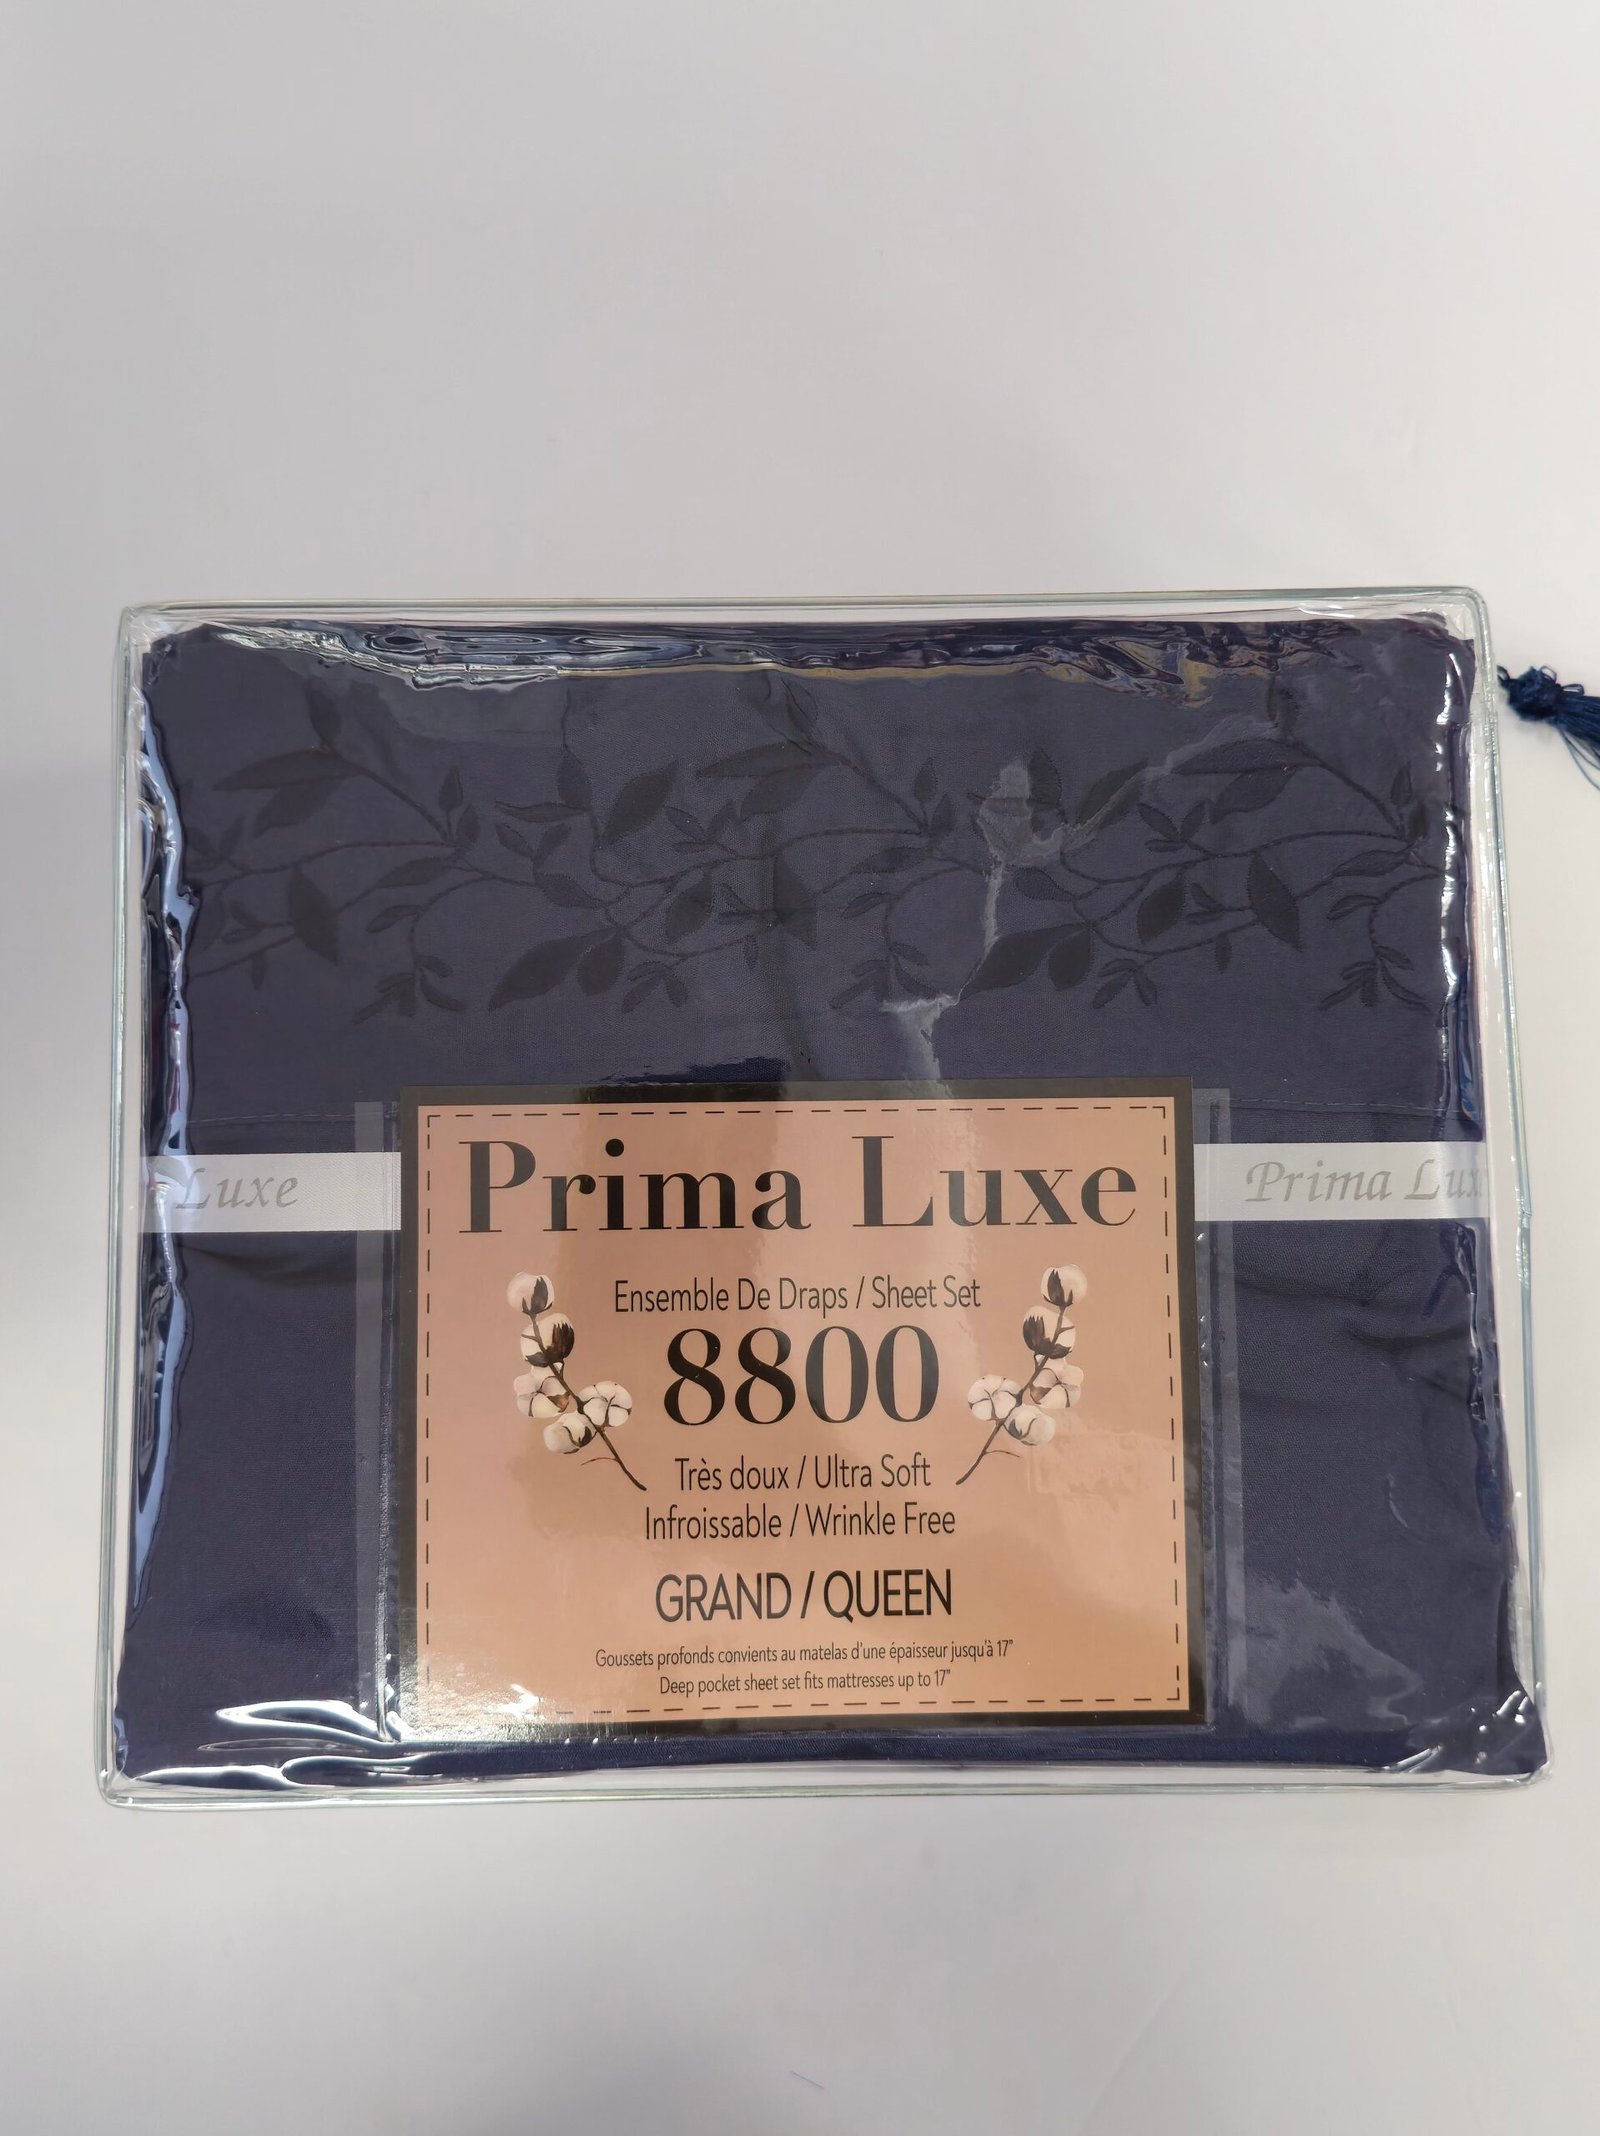 Luxe
Prima Luxe
Prima Lux
Ensemble De Draps / Sheet Set
8800
Très doux / Ultra Soft
Infroissable / Wrinkle Free
GRAND / QUEEN
Goussets profonds convients au matelas d'une épaisseur jusqu'à 17"
Deep pocket sheet set fits mattresses up to 17"